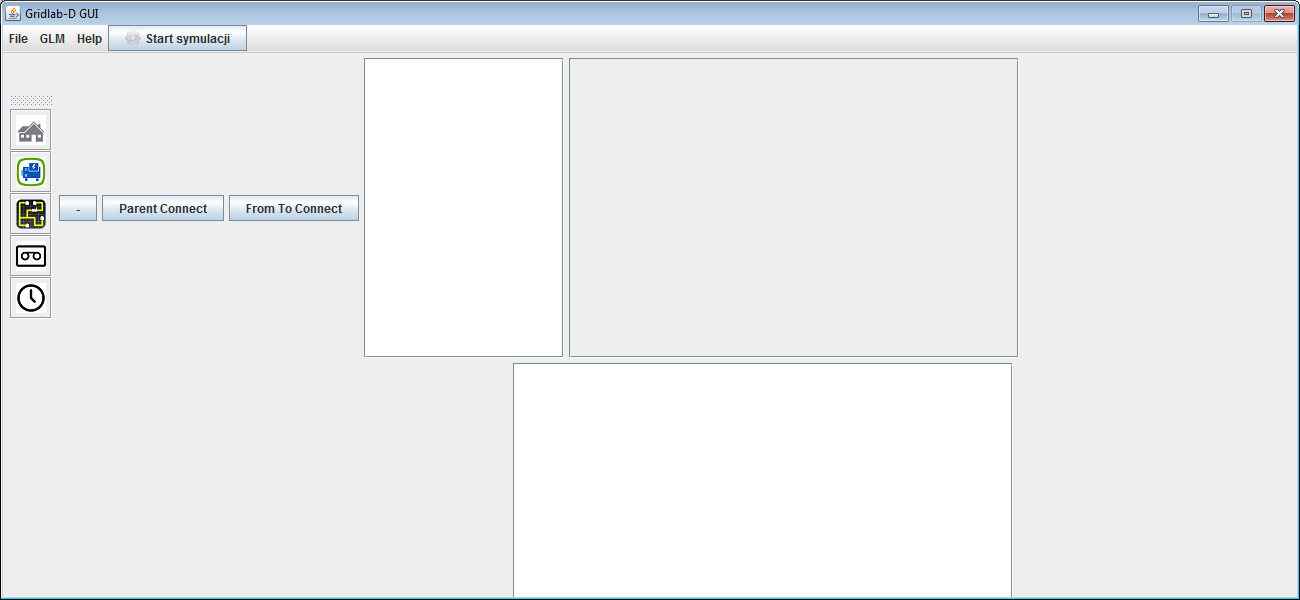 Gridlab-D GUI
File GLM Help Start symulacji
- Parent Connect From To Connect